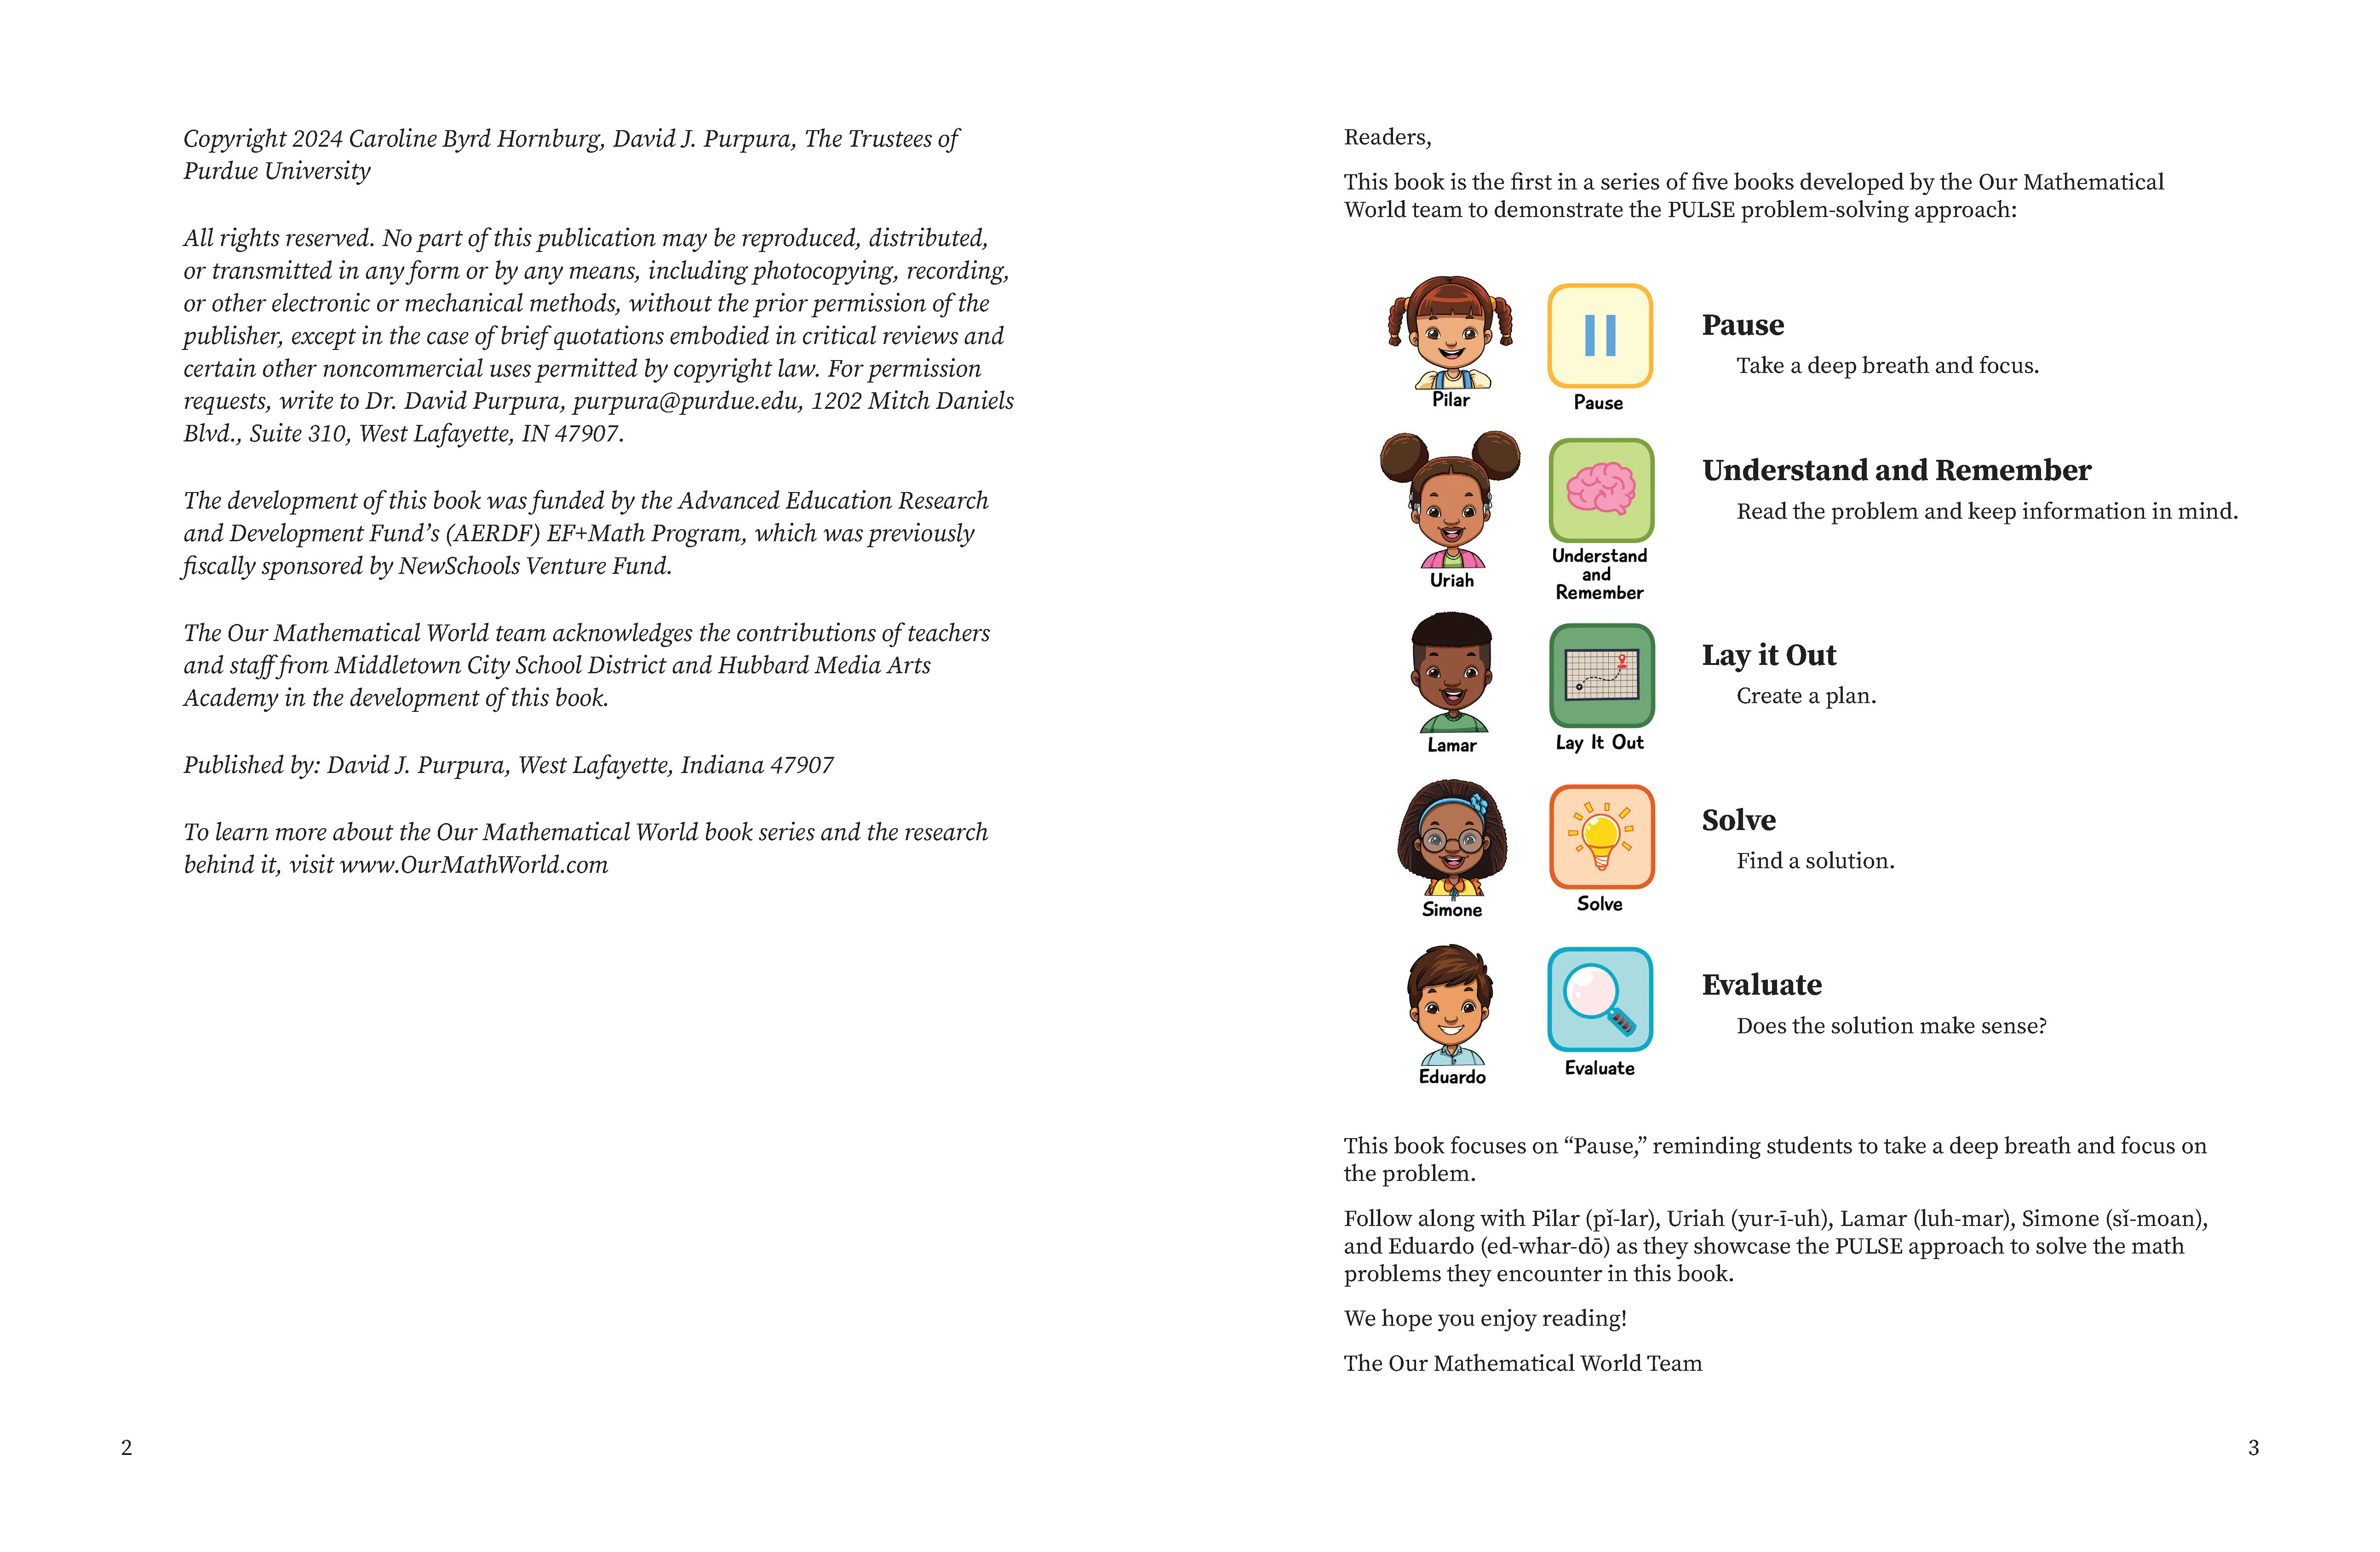 Copyright 2024 Caroline Byrd Hornburg, David J. Purpura, The Trustees of
Purdue University
All rights reserved. No part of this publication may be reproduced, distributed,
or transmitted in any form or by any means, including photocopying, recording,
or other electronic or mechanical methods, without the prior permission of the
publisher, except in the case of brief quotations embodied in critical reviews and
certain other noncommercial uses permitted by copyright law. For permission
requests, write to Dr. David Purpura, purpura@purdue.edu, 1202 Mitch Daniels
Blvd., Suite 310, West Lafayette, IN 47907.
The development of this book was funded by the Advanced Education Research
and Development Fund’s (AERDF) EF+Math Program, which was previously
fiscally sponsored by NewSchools Venture Fund.
The Our Mathematical World team acknowledges the contributions of teachers
and staff from Middletown City School District and Hubbard Media Arts
Academy in the development of this book.
Published by: David J. Purpura, West Lafayette, Indiana 47907
To learn more about the Our Mathematical World book series and the research
behind it, visit www.OurMathWorld.com
2
Readers,
This book is the first in a series of five books developed by the Our Mathematical
World team to demonstrate the PULSE problem-solving approach:
Pilar
Pause
Pause
Take a deep breath and focus.
Uriah
Understand
and
Remember
Understand and Remember
Read the problem and keep information in mind.
Lamar
Lay It Out
Lay it Out
Create a plan.
Simone
Solve
Solve
Find a solution.
Eduardo
Evaluate
Evaluate
Does the solution make sense?
This book focuses on “Pause,” reminding students to take a deep breath and focus on
the problem.
Follow along with Pilar (pĭ-lar), Uriah (yur-ī-uh), Lamar (luh-mar), Simone (sĭ-moan),
and Eduardo (ed-whar-dō) as they showcase the PULSE approach to solve the math
problems they encounter in this book.
We hope you enjoy reading!
The Our Mathematical World Team
3